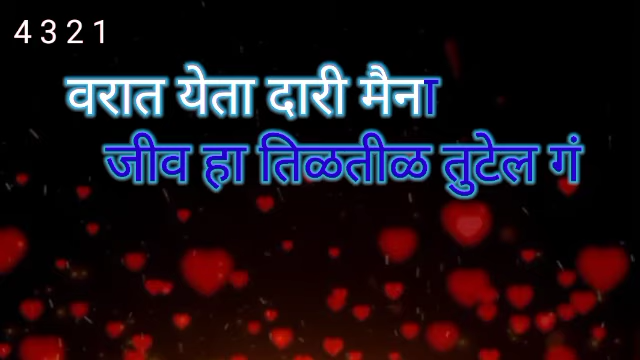 4 3 2 1
वरात येता दारी मैना
जीव हा तिळतीळ तुटेल गं